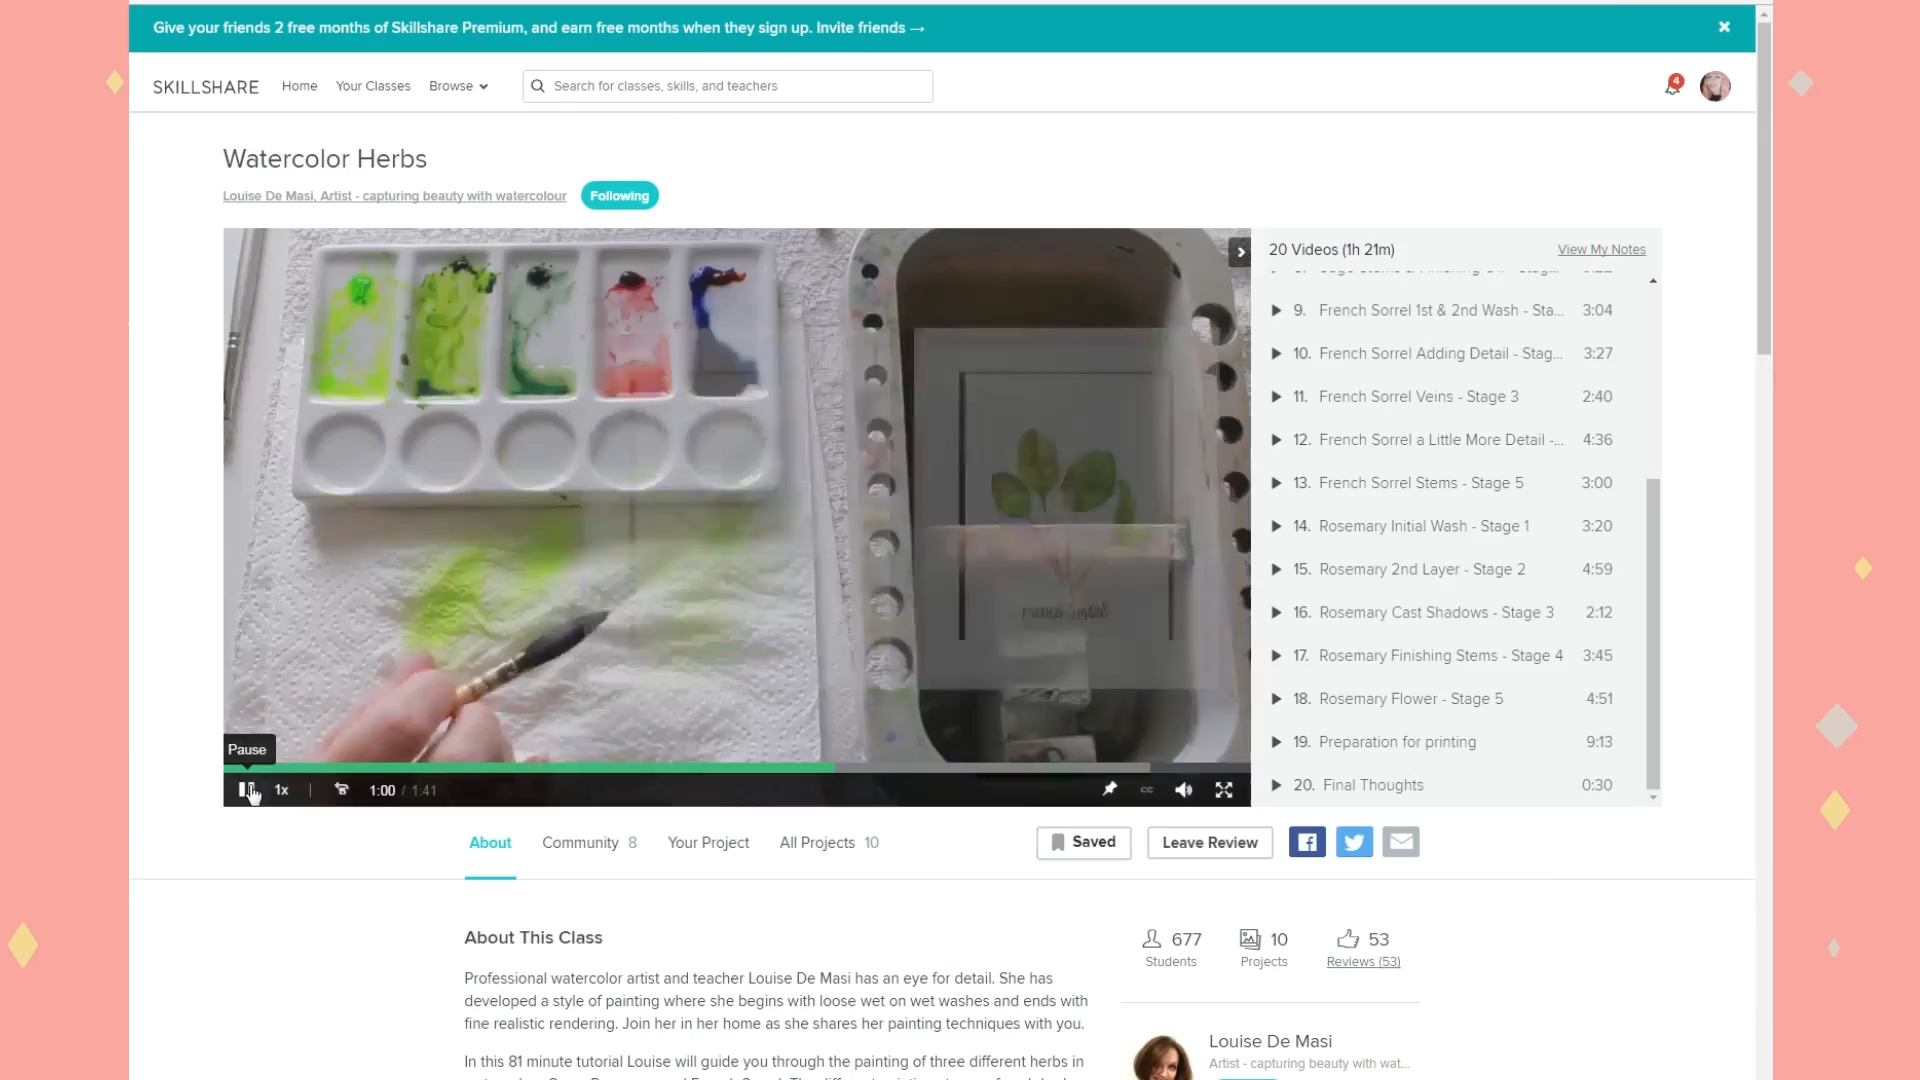 Give your friends 2 free months of Skillshare Premium, and earn free months when they sign up. Invite friends →
SKILLSHARE Home Your Classes Browse Search for classes, skills, and teachers 4
Watercolor Herbs
Louise De Masi, Artist - capturing beauty with watercolour Following
20 Videos (1h 21m) View My Notes
9. French Sorrel 1st & 2nd Wash - Sta... 3:04
10. French Sorrel Adding Detail - Stag... 3:27
11. French Sorrel Veins - Stage 3 2:40
12. French Sorrel a Little More Detail -... 4:36
13. French Sorrel Stems - Stage 5 3:00
14. Rosemary Initial Wash - Stage 1 3:20
15. Rosemary 2nd Layer - Stage 2 4:59
16. Rosemary Cast Shadows - Stage 3 2:12
17. Rosemary Finishing Stems - Stage 4 3:45
18. Rosemary Flower - Stage 5 4:51
19. Preparation for printing 9:13
20. Final Thoughts 0:30
Pause
1x 1:00 / 1:41 CC
About Community 8 Your Project All Projects 10 Saved Leave Review
About This Class
Professional watercolor artist and teacher Louise De Masi has an eye for detail. She has
developed a style of painting where she begins with loose wet on wet washes and ends with
fine realistic rendering. Join her in her home as she shares her painting techniques with you.
In this 81 minute tutorial Louise will guide you through the painting of three different herbs in
677 Students
10 Projects
53 Reviews (53)
Louise De Masi
Artist - capturing beauty with wat...